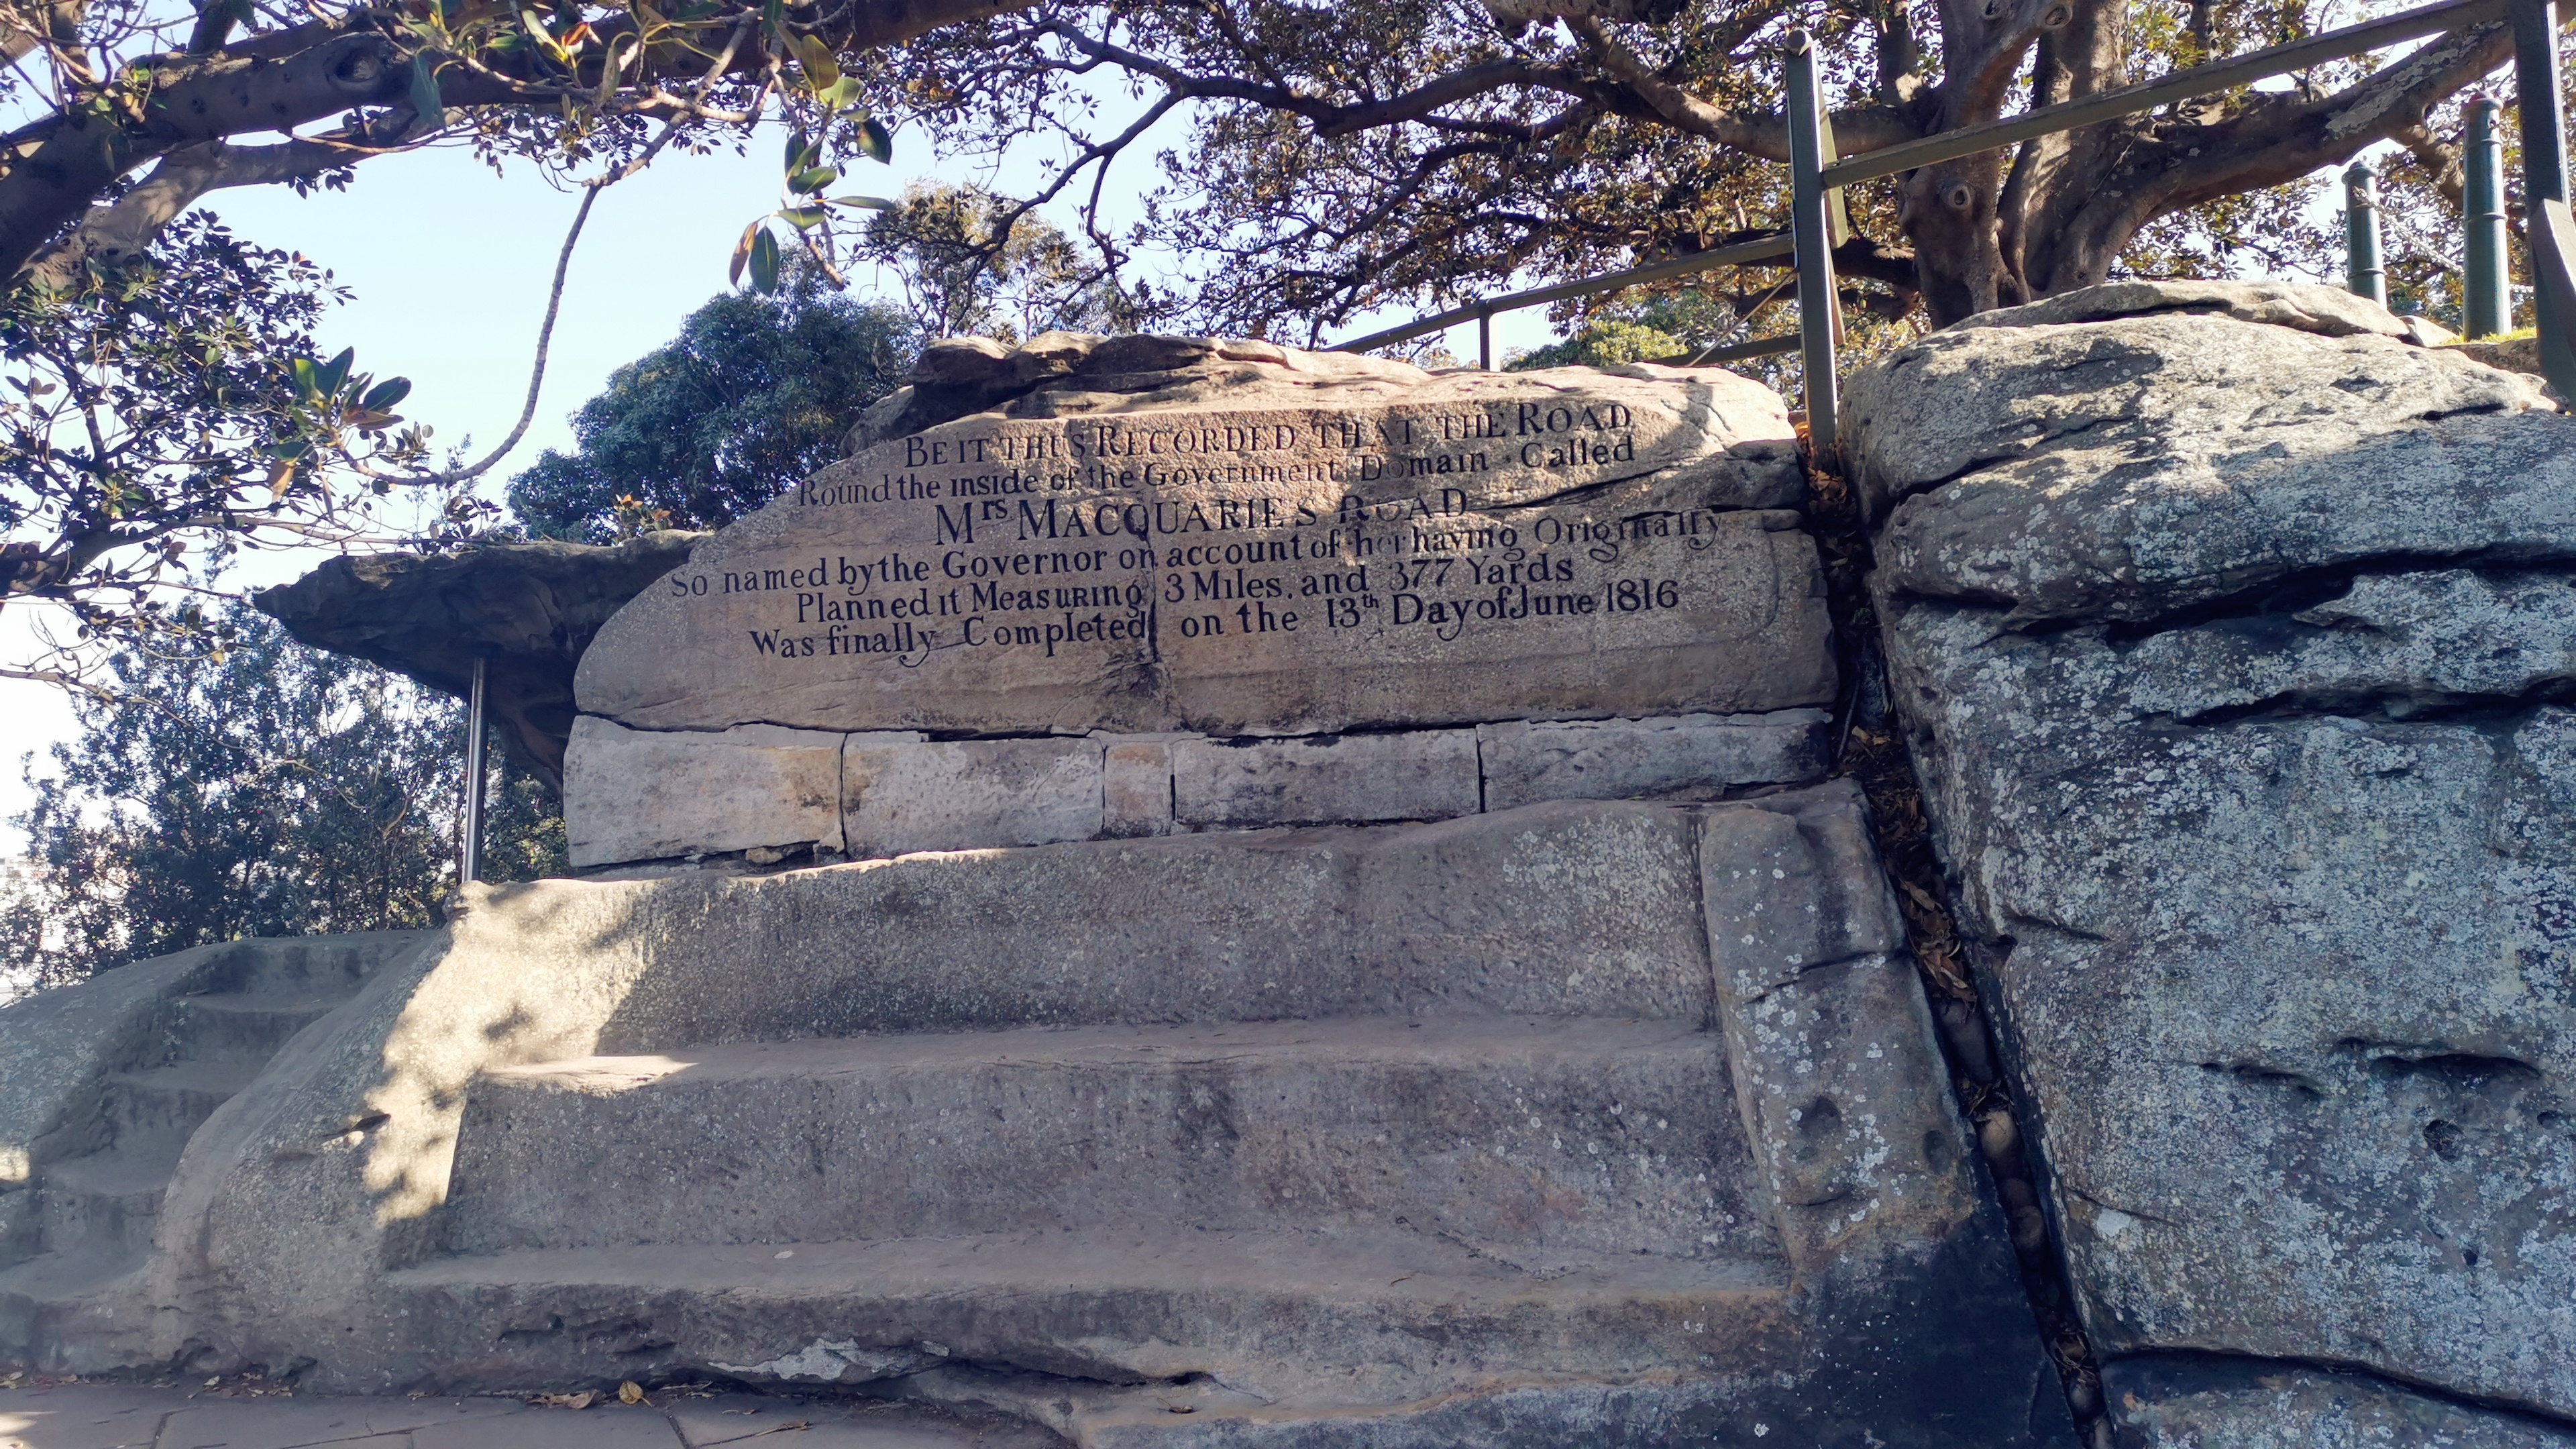 BE IT THUS RECORDED THAT THE ROAD
Round the inside of the Government Domain Called
Mrs MACQUARIE'S ROAD
So named by the Governor on account of her having Originally
Planned it Measuring 3 Miles. and 377 Yards
Was finally Completed on the 13th Day of June 1816